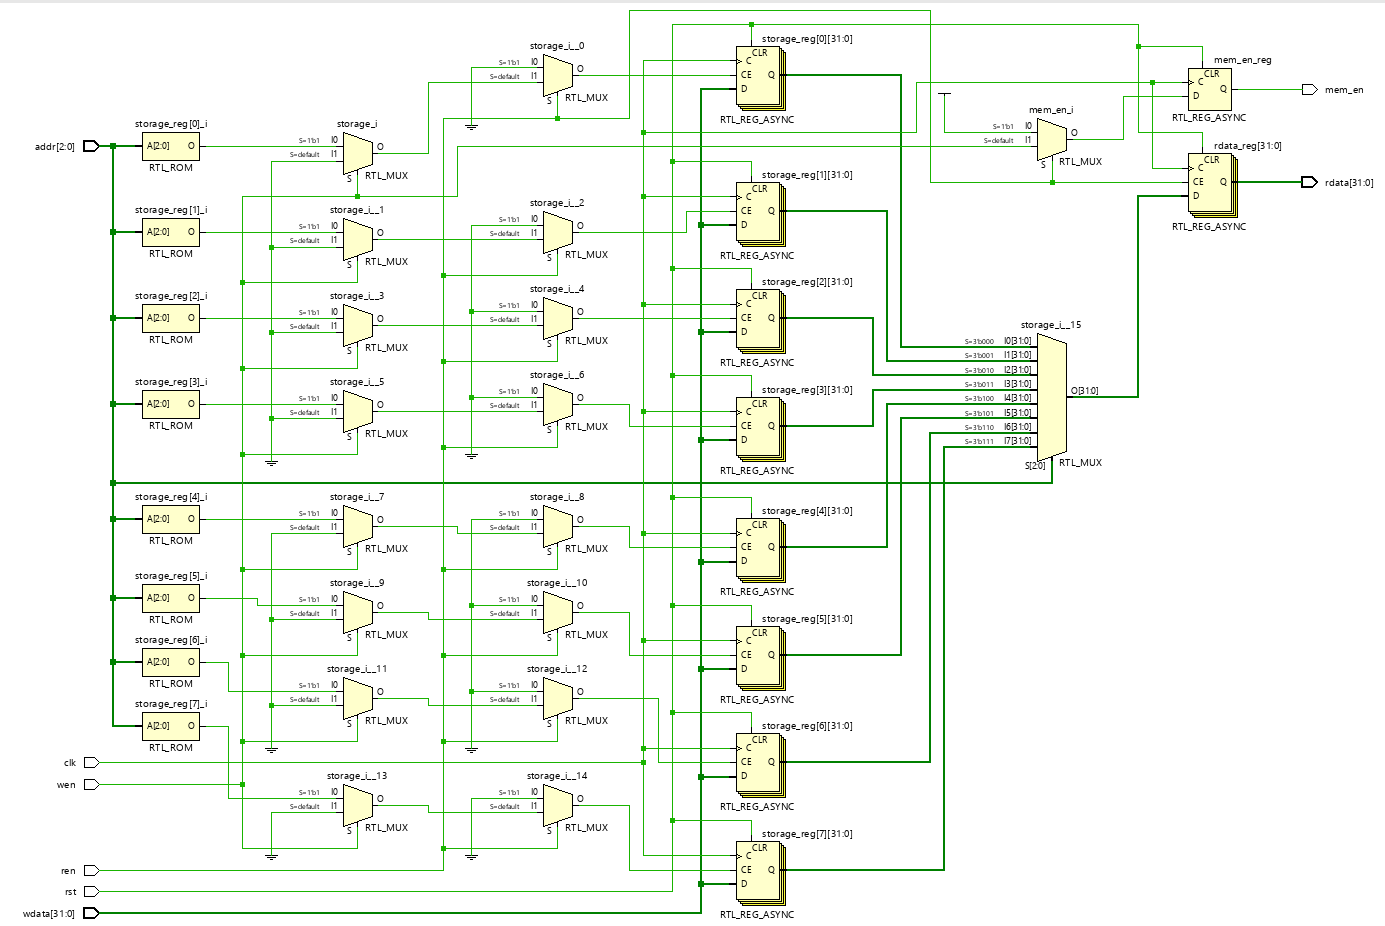 storage_i__0
S=1'b1 I0
S=default I1
O
S
RTL_MUX
storage_reg[0][31:0]
CLR
C
CE Q
D
RTL_REG_ASYNC
mem_en_reg
CLR
C
Q
D
RTL_REG_ASYNC
mem_en
mem_en_i
S=1'b1 I0
S=default I1
O
S
RTL_MUX
rdata_reg[31:0]
CLR
C
CE Q
D
RTL_REG_ASYNC
rdata[31:0]
addr[2:0]
storage_reg[0]_i
A[2:0] O
RTL_ROM
storage_i
S=1'b1 I0
S=default I1
O
S
RTL_MUX
storage_reg[1]_i
A[2:0] O
RTL_ROM
storage_i__1
S=1'b1 I0
S=default I1
O
S
RTL_MUX
storage_i__2
S=1'b1 I0
S=default I1
O
S
RTL_MUX
storage_reg[1][31:0]
CLR
C
CE Q
D
RTL_REG_ASYNC
storage_reg[2]_i
A[2:0] O
RTL_ROM
storage_i__3
S=1'b1 I0
S=default I1
O
S
RTL_MUX
storage_i__4
S=1'b1 I0
S=default I1
O
S
RTL_MUX
storage_reg[2][31:0]
CLR
C
CE Q
D
RTL_REG_ASYNC
storage_reg[3]_i
A[2:0] O
RTL_ROM
storage_i__5
S=1'b1 I0
S=default I1
O
S
RTL_MUX
storage_i__6
S=1'b1 I0
S=default I1
O
S
RTL_MUX
storage_reg[3][31:0]
CLR
C
CE Q
D
RTL_REG_ASYNC
storage_i__15
S=3'b000 I0[31:0]
S=3'b001 I1[31:0]
S=3'b010 I2[31:0]
S=3'b011 I3[31:0]
S=3'b100 I4[31:0]
S=3'b101 I5[31:0]
S=3'b110 I6[31:0]
S=3'b111 I7[31:0]
O[31:0]
S[2:0]
RTL_MUX
storage_reg[4]_i
A[2:0] O
RTL_ROM
storage_i__7
S=1'b1 I0
S=default I1
O
S
RTL_MUX
storage_i__8
S=1'b1 I0
S=default I1
O
S
RTL_MUX
storage_reg[4][31:0]
CLR
C
CE Q
D
RTL_REG_ASYNC
storage_reg[5]_i
A[2:0] O
RTL_ROM
storage_i__9
S=1'b1 I0
S=default I1
O
S
RTL_MUX
storage_i__10
S=1'b1 I0
S=default I1
O
S
RTL_MUX
storage_reg[5][31:0]
CLR
C
CE Q
D
RTL_REG_ASYNC
storage_reg[6]_i
A[2:0] O
RTL_ROM
storage_i__11
S=1'b1 I0
S=default I1
O
S
RTL_MUX
storage_i__12
S=1'b1 I0
S=default I1
O
S
RTL_MUX
storage_reg[6][31:0]
CLR
C
CE Q
D
RTL_REG_ASYNC
storage_reg[7]_i
A[2:0] O
RTL_ROM
clk
wen
storage_i__13
S=1'b1 I0
S=default I1
O
S
RTL_MUX
storage_i__14
S=1'b1 I0
S=default I1
O
S
RTL_MUX
storage_reg[7][31:0]
CLR
C
CE Q
D
RTL_REG_ASYNC
ren
rst
wdata[31:0]